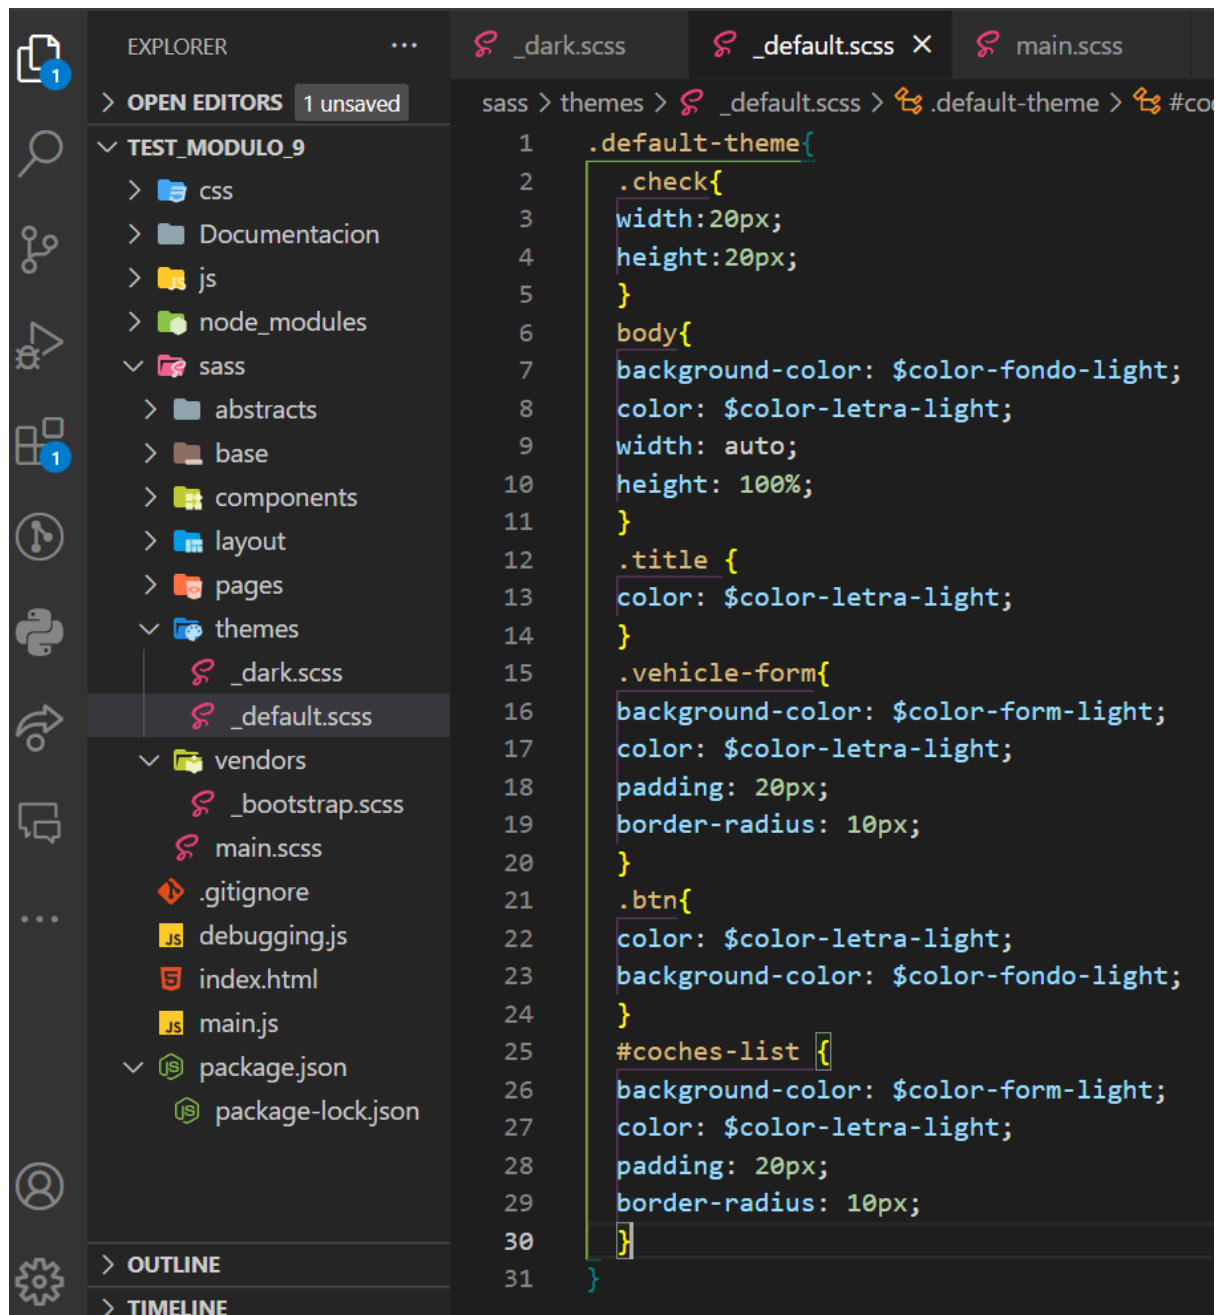 EXPLORER
OPEN EDITORS 1 unsaved
TEST_MODULO_9
css
Documentacion
js
node_modules
sass
abstracts
base
components
layout
pages
themes
_dark.scss
_default.scss
vendors
_bootstrap.scss
main.scss
.gitignore
debugging.js
index.html
main.js
package.json
package-lock.json
OUTLINE
TIMELINE
1
1
_dark.scss _default.scss main.scss
sass > themes > _default.scss > .default-theme >
1 .default-theme{
2 .check{
3 width:20px;
4 height:20px;
5 }
6 body{
7 background-color: $color-fondo-light;
8 color: $color-letra-light;
9 width: auto;
10 height: 100%;
11 }
12 .title {
13 color: $color-letra-light;
14 }
15 .vehicle-form{
16 background-color: $color-form-light;
17 color: $color-letra-light;
18 padding: 20px;
19 border-radius: 10px;
20 }
21 .btn{
22 color: $color-letra-light;
23 background-color: $color-fondo-light;
24 }
25 #coches-list {
26 background-color: $color-form-light;
27 color: $color-letra-light;
28 padding: 20px;
29 border-radius: 10px;
30 }
31 }